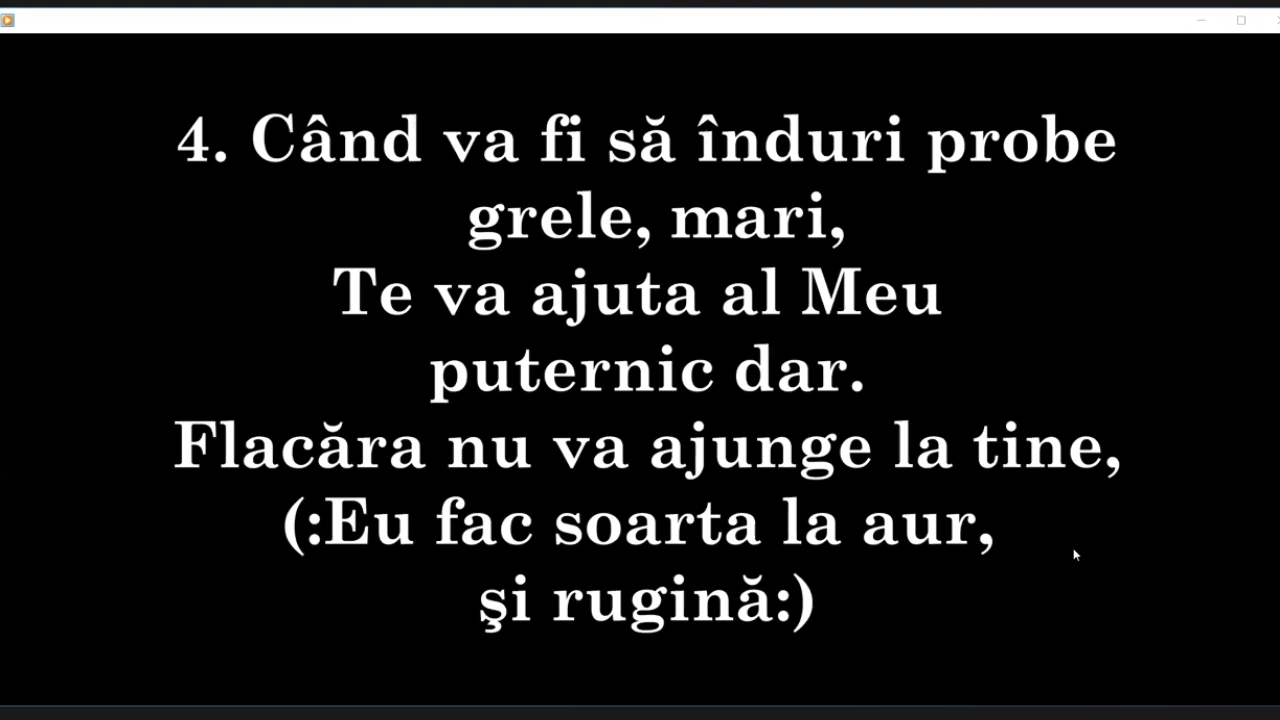 4. Când va fi să înduri probe
grele, mari,
Te va ajuta al Meu
puternic dar.
Flacăra nu va ajunge la tine,
(:Eu fac soarta la aur,
şi rugină:)